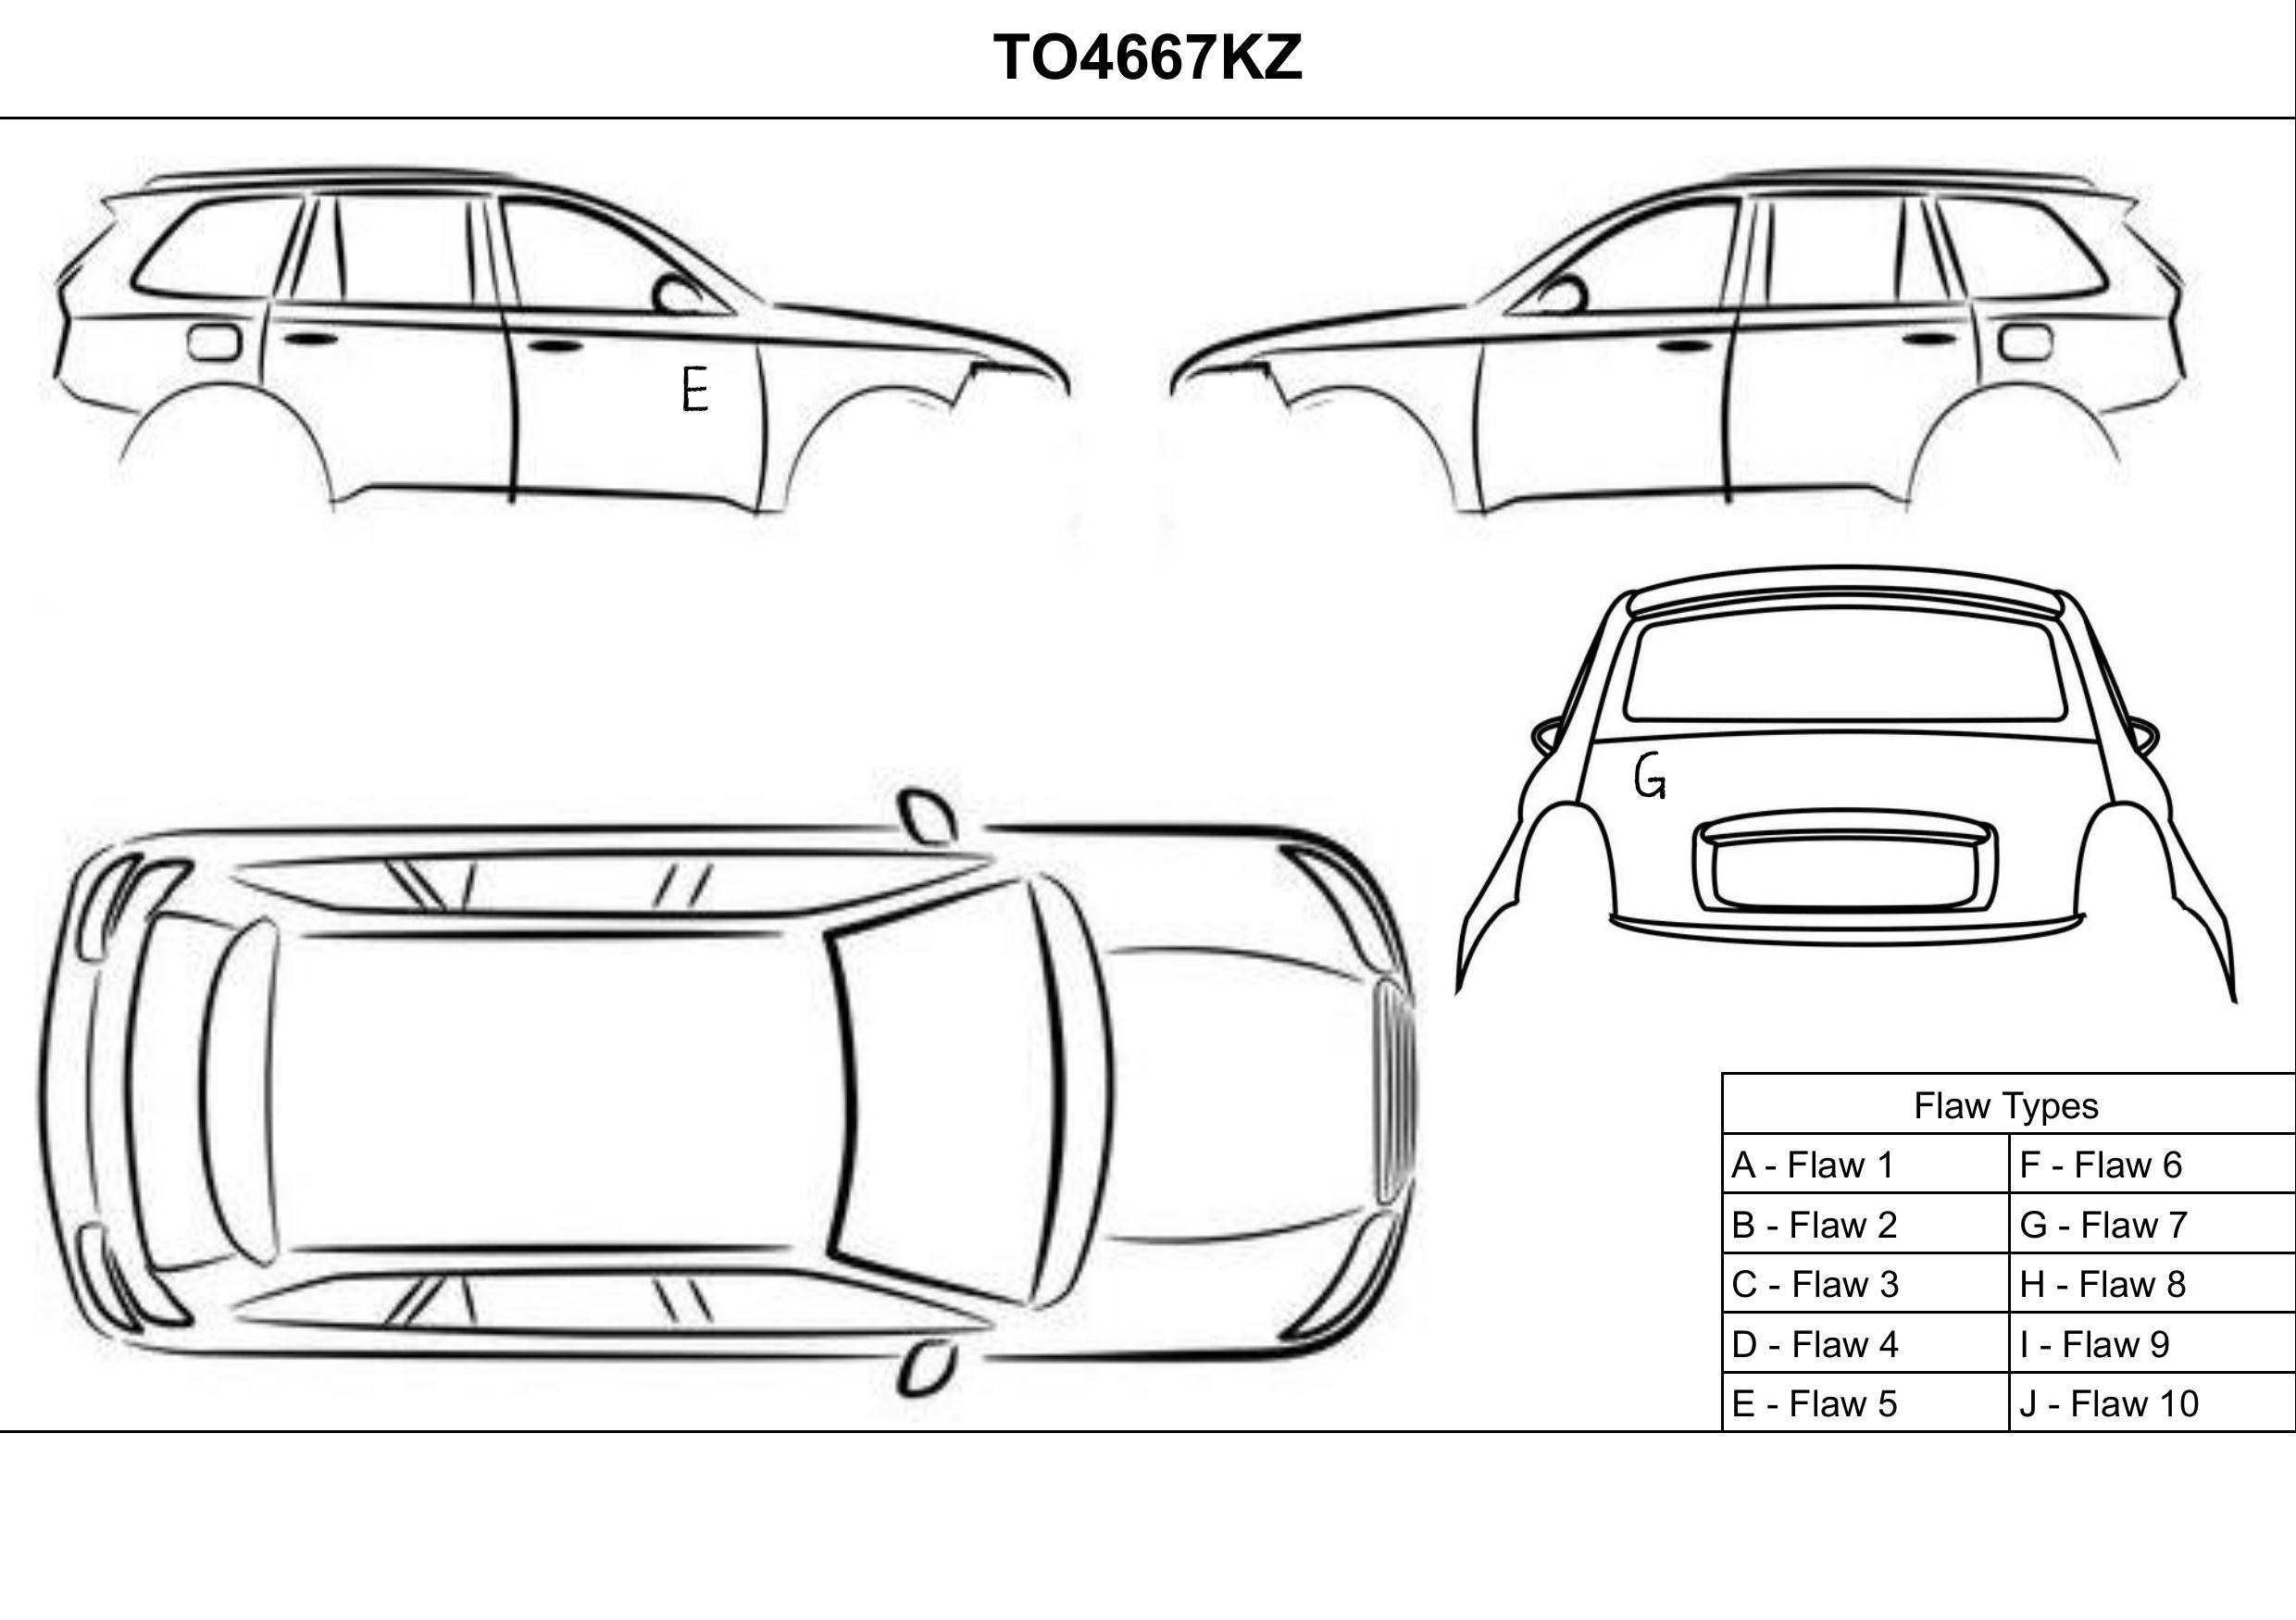 TO4667KZ
E
G
Flaw Types
A - Flaw 1
F - Flaw 6
B - Flaw 2
G - Flaw 7
C - Flaw 3
H - Flaw 8
D - Flaw 4
I - Flaw 9
E - Flaw 5
J - Flaw 10